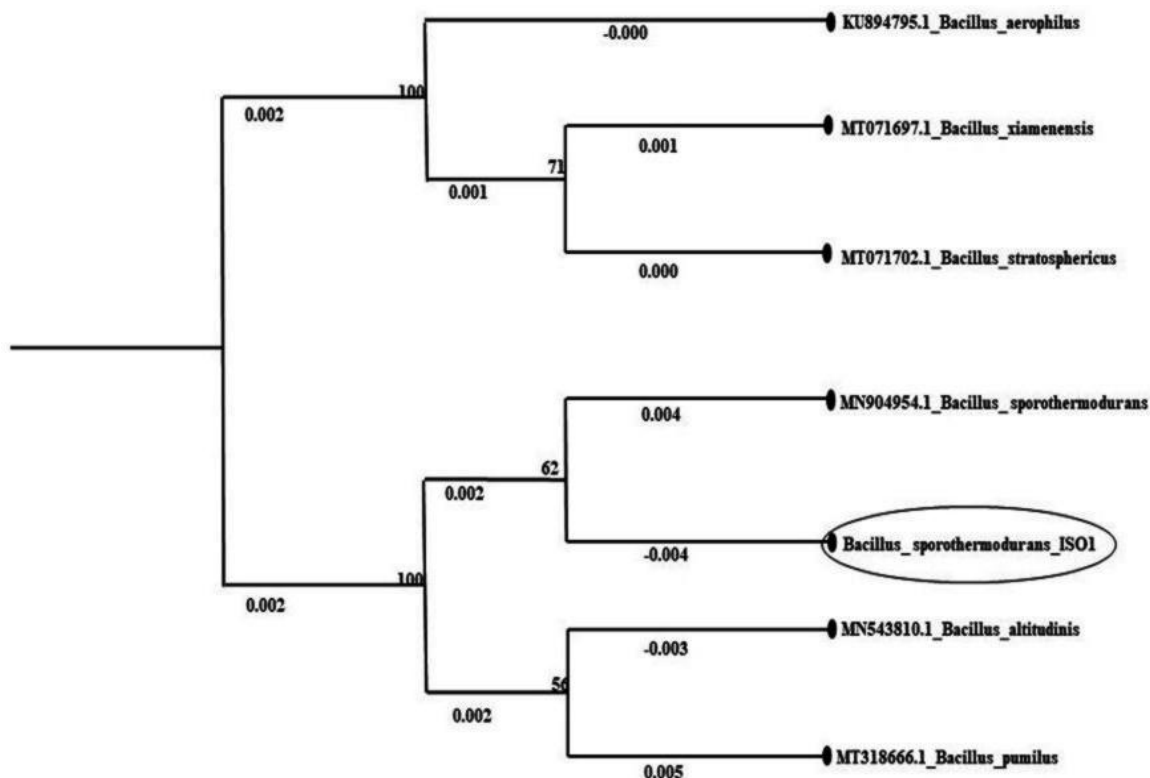 KU894795.1_Bacillus_aerophilus
-0.000
100
0.002
MT071697.1_Bacillus_xiamenensis
0.001
71
0.001
MT071702.1_Bacillus_stratosphericus
0.000
MN904954.1_Bacillus_sporothermodurans
0.004
62
0.002
Bacillus_sporothermodurans_ISO1
-0.004
100
0.002
MN543810.1_Bacillus_altitudinis
-0.003
56
0.002
MT318666.1_Bacillus_pumilus
0.005